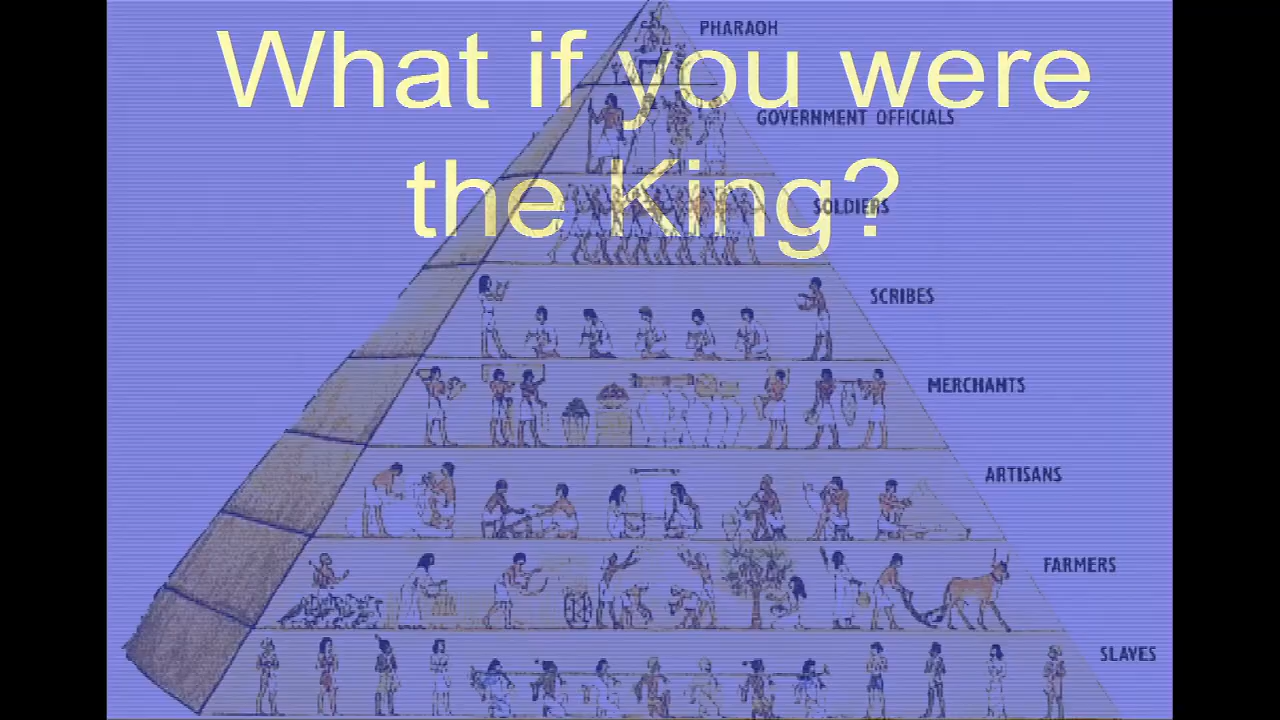 What if you were
the King?
PHARAOH
GOVERNMENT OFFICIALS
SOLDIERS
SCRIBES
MERCHANTS
ARTISANS
FARMERS
SLAVES